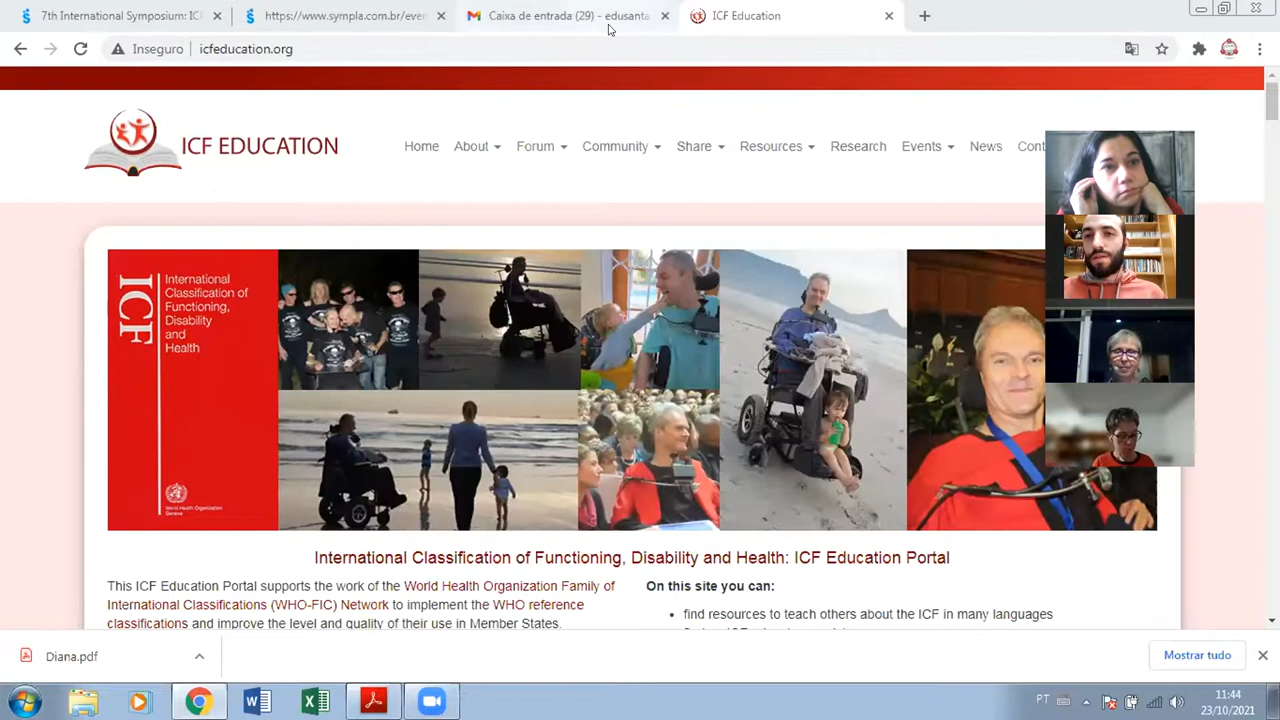 7th International Symposium: IC
https://www.sympla.com.br/even
Caixa de entrada (29) - edusanta
ICF Education
Inseguro
icfeducation.org
ICF EDUCATION
Home
About
Forum
Community
Share
Resources
Research
Events
News
Cont
ICF
International
Classification of
Functioning,
Disability
and
Health
World Health Organization
Geneva
International Classification of Functioning, Disability and Health: ICF Education Portal
This ICF Education Portal supports the work of the World Health Organization Family of
International Classifications (WHO-FIC) Network to implement the WHO reference
classifications and improve the level and quality of their use in Member States.
On this site you can:
find resources to teach others about the ICF in many languages
Diana.pdf
Mostrar tudo
PT
11:44
23/10/2021